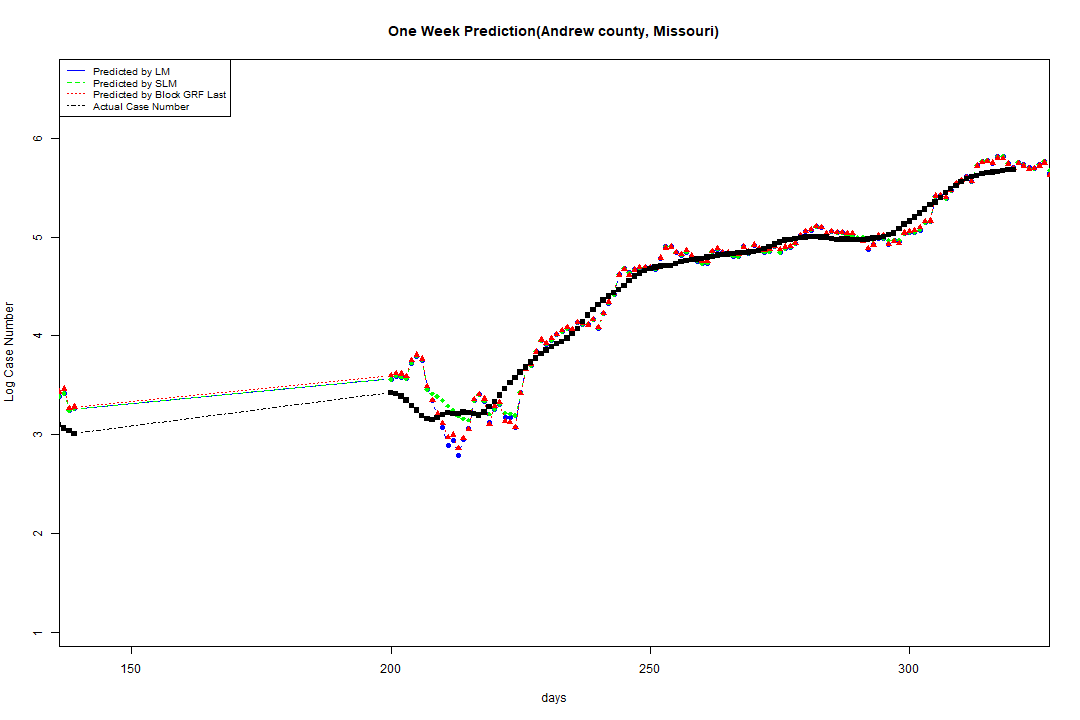 One Week Prediction(Andrew county, Missouri)
Predicted by LM
Predicted by SLM
Predicted by Block GRF Last
Actual Case Number
6
5
4
3
2
1
Log Case Number
150
200
250
300
days